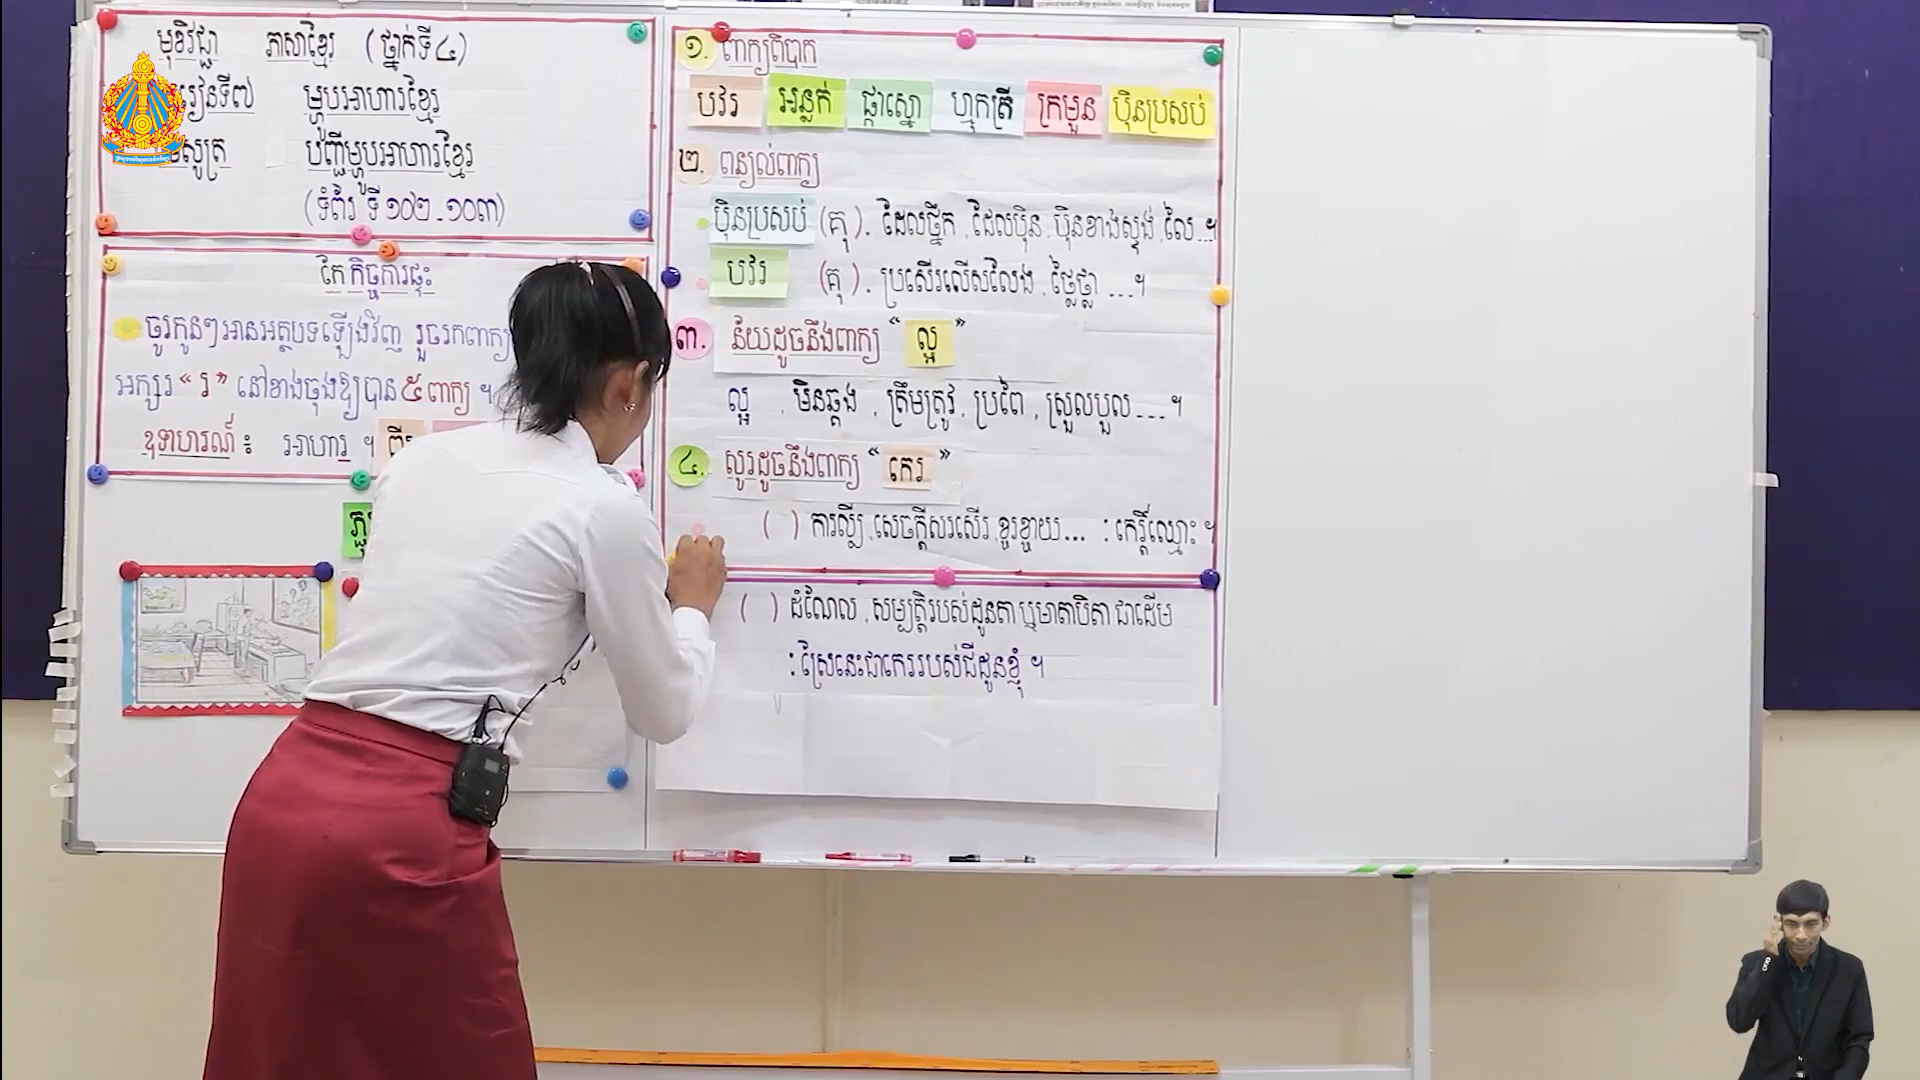 មុខវិជ្ជា ភាសាខ្មែរ (ថ្នាក់ទី៤)
រៀនទី៧ ម្ហូបអាហារខ្មែរ
សូត្រ បញ្ជីម្ហូបអាហារខ្មែរ
(ទំព័រ ទី ១០២-១០៣)
កែកិច្ចការផ្ទះ
ចូរកូនៗអានអត្ថបទឡើងវិញ រួចរកពាក្យ
អក្សរ “ រ ” នៅខាងចុងឱ្យបាន ៥ ពាក្យ ។
ឧទាហរណ៍ ៖ អាហារ ។
១. ពាក្យពិបាក
បវរ អន្លក់ ផ្កាស្នោ ហ្មុកត្រី ក្រមួន ប៉ិនប្រសប់
២. ពន្យល់ពាក្យ
ប៉ិនប្រសប់ (គុ). ដែលថ្នឹក , ដែលប៉ិន , ប៉ិនខាងស្ទង់ , លៃ...។
បវរ (គុ). ប្រសើរលើសលែង , ថ្លៃថ្លា ...។
៣. ន័យដូចនឹងពាក្យ “ ល្អ ”
ល្អ , មិនឆ្គង , ត្រឹមត្រូវ , ប្រពៃ , ស្រួលបួល ...។
៤. សូរដូចនឹងពាក្យ “ កេរ ”
( ) ការល្បី , សេចក្ដីសរសើរ , ខ្ចរខ្ចាយ... : កេរ្តិ៍ឈ្មោះ ។
( ) ដំណែល , សម្បត្តិរបស់ដូនតា ឬមាតាបិតា ជាដើម
: ស្រែនេះជាកេររបស់ជីដូនខ្ញុំ ។